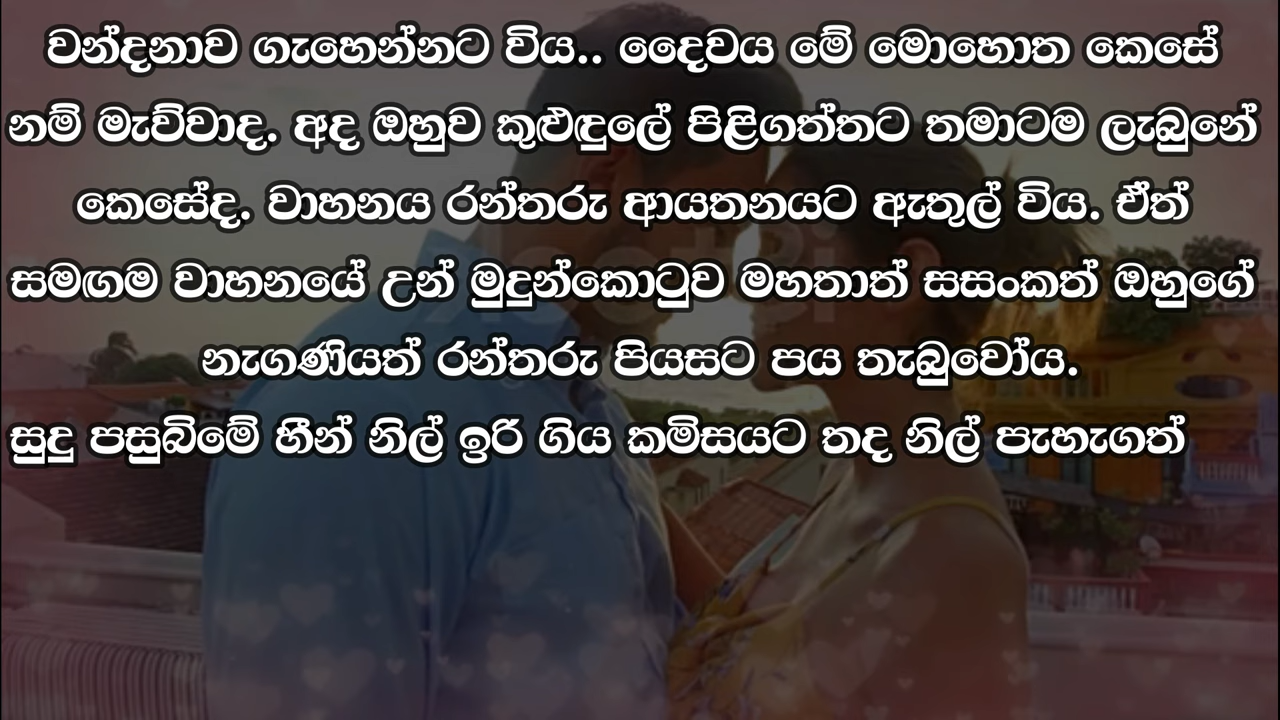 වන්දනාව ගැහෙන්නට විය.. දෛවය මේ මොහොත කෙසේ
නම් මැව්වාද. අද ඔහුව කුළුඳුලේ පිළිගත්තට තමාටම ලැබුනේ
කෙසේද. වාහනය රන්තරු ආයතනයට ඇතුල් විය. ඒත්
සමඟම වාහනයේ උන් මුදුන්කොටුව මහතාත් සසංකත් ඔහුගේ
නැගණියත් රන්තරු පියසට පය තැබුවෝය.
සුදු පසුබිමේ හීන් නිල් ඉරි ගිය කමිසයට තද නිල් පැහැගත්